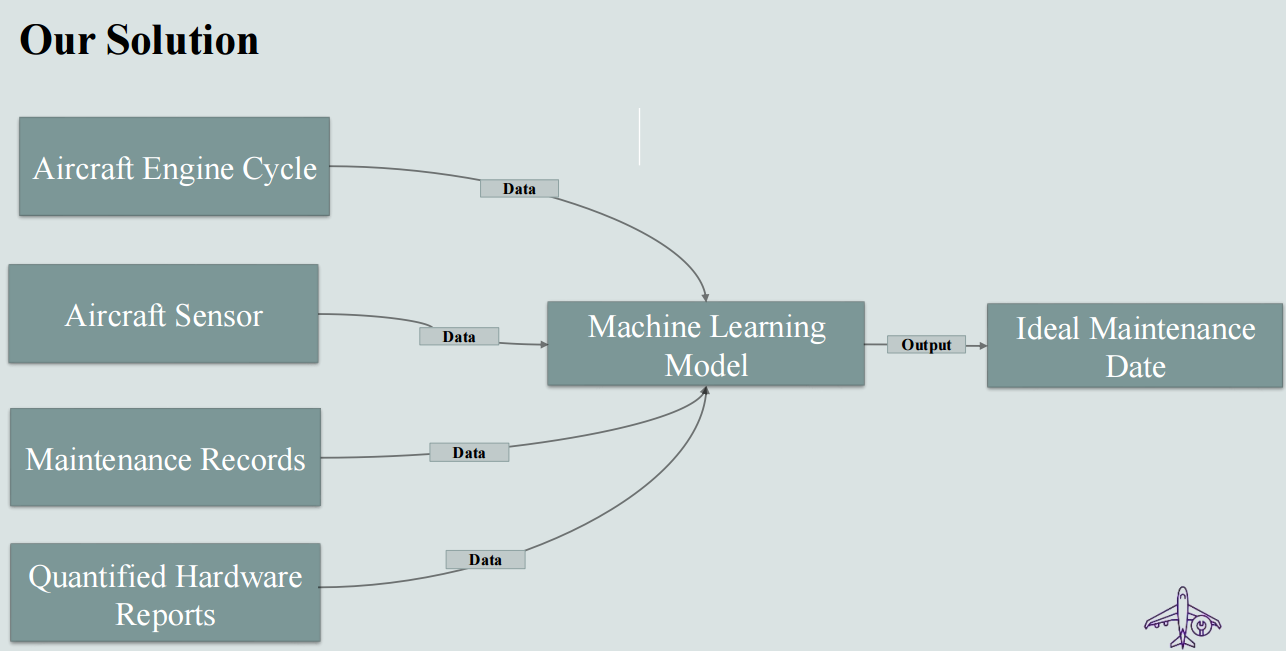 Our Solution
Aircraft Engine Cycle
Data
Aircraft Sensor
Data
Maintenance Records
Data
Quantified Hardware
Reports
Data
Machine Learning
Model
Output
Ideal Maintenance
Date